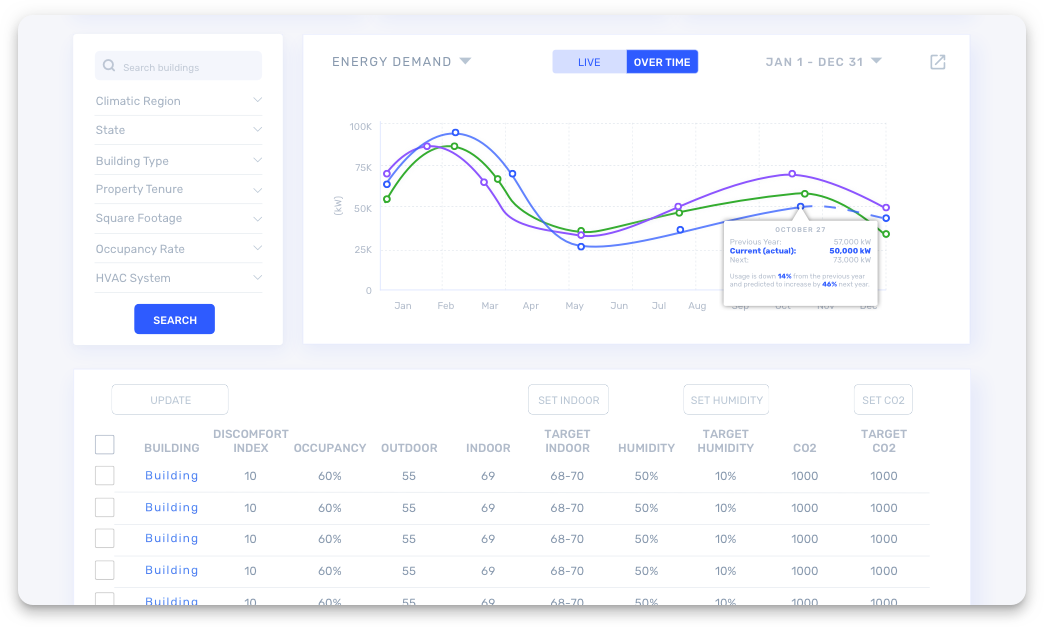 Search buildings
Climatic Region
State
Building Type
Property Tenure
Square Footage
Occupancy Rate
HVAC System
SEARCH
ENERGY DEMAND
LIVE OVER TIME
JAN 1 - DEC 31
100K
75K
50K
25K
0
(kW)
Jan Feb Mar Apr May Jun Jul Aug Sep Oct Nov Dec
OCTOBER 27
Previous Year: 57.000 kW
Current (actual): 50,000 kW
Next: 73,000 kW
Usage is down 14% from the previous year
and predicted to increase by 46% next year.
UPDATE SET INDOOR SET HUMIDITY SET CO2
DISCOMFORT TARGET TARGET TARGET
BUILDING INDEX OCCUPANCY OUTDOOR INDOOR INDOOR HUMIDITY HUMIDITY CO2 CO2
Building 10 60% 55 69 68-70 50% 10% 1000 1000
Building 10 60% 55 69 68-70 50% 10% 1000 1000
Building 10 60% 55 69 68-70 50% 10% 1000 1000
Building 10 60% 55 69 68-70 50% 10% 1000 1000
Building 10 60% 55 69 68-70 50% 10% 1000 1000